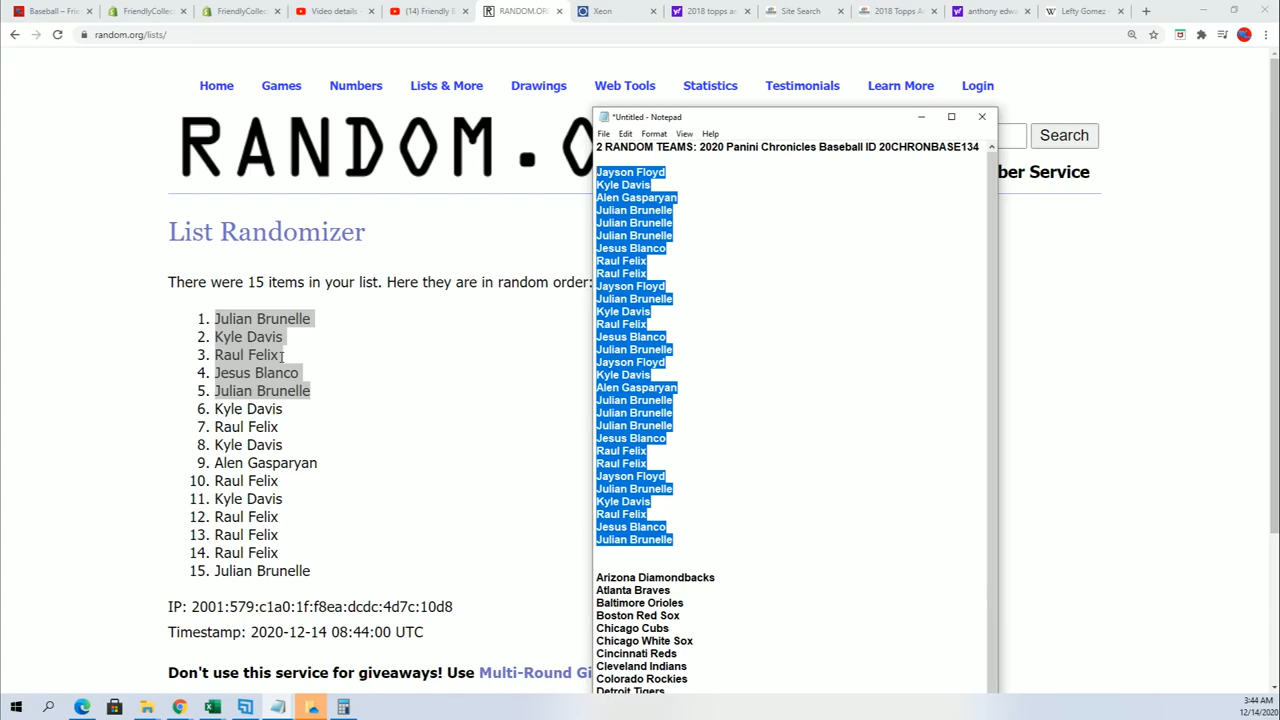 Baseball – Frie
FriendlyCollec
FriendlyCollec
Video details -
(14) Friendly B
RANDOM.OR
Xeon
2018 topps ar
Site Search
2018 Topps A
anthony edwa
Lefty Gomez
random.org/lists/
Home
Games
Numbers
Lists & More
Drawings
Web Tools
Statistics
Testimonials
Learn More
Login
RANDOM.O
Search
ber Service
List Randomizer
There were 15 items in your list. Here they are in random order:
1. Julian Brunelle
2. Kyle Davis
3. Raul Felix
4. Jesus Blanco
5. Julian Brunelle
6. Kyle Davis
7. Raul Felix
8. Kyle Davis
9. Alen Gasparyan
10. Raul Felix
11. Kyle Davis
12. Raul Felix
13. Raul Felix
14. Raul Felix
15. Julian Brunelle
IP: 2001:579:c1a0:1f:f8ea:dcdc:4d7c:10d8
Timestamp: 2020-12-14 08:44:00 UTC
Don't use this service for giveaways! Use Multi-Round Gi
*Untitled - Notepad
File Edit Format View Help
2 RANDOM TEAMS: 2020 Panini Chronicles Baseball ID 20CHRONBASE134
Jayson Floyd
Kyle Davis
Alen Gasparyan
Julian Brunelle
Julian Brunelle
Julian Brunelle
Jesus Blanco
Raul Felix
Raul Felix
Jayson Floyd
Julian Brunelle
Kyle Davis
Raul Felix
Jesus Blanco
Julian Brunelle
Jayson Floyd
Kyle Davis
Alen Gasparyan
Julian Brunelle
Julian Brunelle
Julian Brunelle
Jesus Blanco
Raul Felix
Raul Felix
Jayson Floyd
Julian Brunelle
Kyle Davis
Raul Felix
Jesus Blanco
Julian Brunelle
Arizona Diamondbacks
Atlanta Braves
Baltimore Orioles
Boston Red Sox
Chicago Cubs
Chicago White Sox
Cincinnati Reds
Cleveland Indians
Colorado Rockies
Detroit Tigers
3:44 AM
12/14/2020